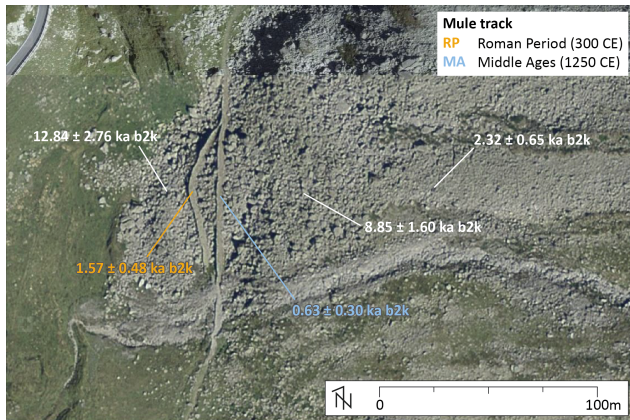 Mule track
RP Roman Period (300 CE)
MA Middle Ages (1250 CE)
12.84 ± 2.76 ka b2k
2.32 ± 0.65 ka b2k
8.85 ± 1.60 ka b2k
1.57 ± 0.48 ka b2k
0.63 ± 0.30 ka b2k
N
0 100m